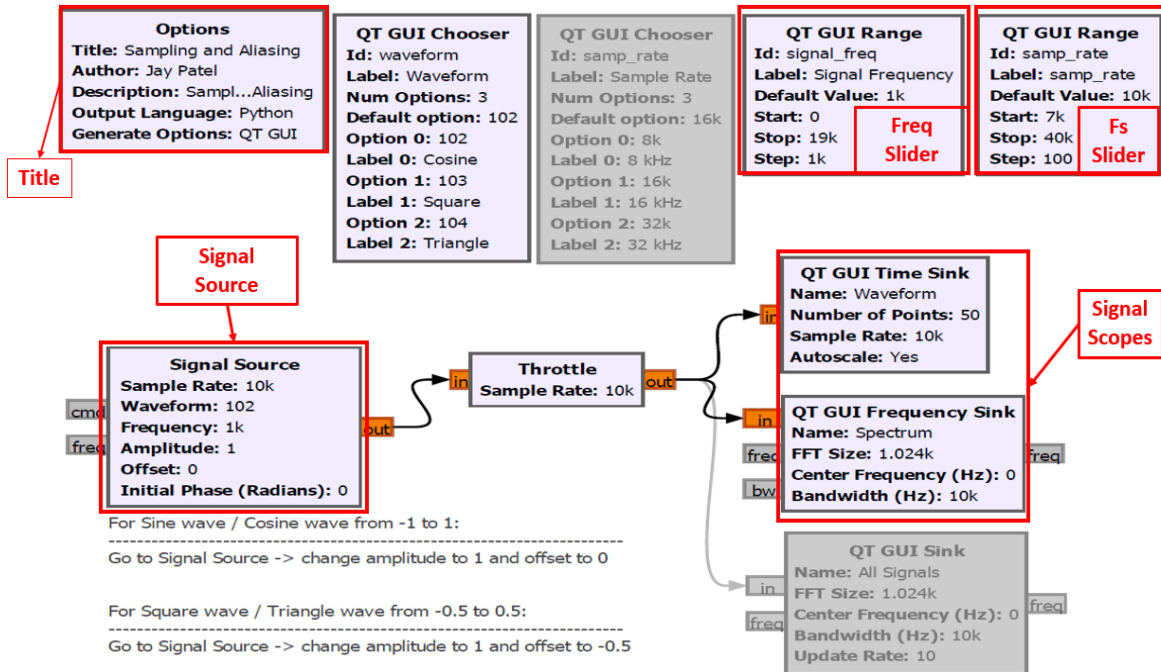 Options
Title: Sampling and Aliasing
Author: Jay Patel
Description: Sampl...Aliasing
Output Language: Python
Generate Options: QT GUI
Title
QT GUI Chooser
Id: waveform
Label: Waveform
Num Options: 3
Default option: 102
Option 0: 102
Label 0: Cosine
Option 1: 103
Label 1: Square
Option 2: 104
Label 2: Triangle
QT GUI Chooser
Id: samp_rate
Label: Sample Rate
Num Options: 3
Default option: 16k
Option 0: 8k
Label 0: 8 kHz
Option 1: 16k
Label 1: 16 kHz
Option 2: 32k
Label 2: 32 kHz
QT GUI Range
Id: signal_freq
Label: Signal Frequency
Default Value: 1k
Start: 0
Stop: 19k
Step: 1k
Freq
Slider
QT GUI Range
Id: samp_rate
Label: samp_rate
Default Value: 10k
Start: 7k
Stop: 40k
Step: 100
Fs
Slider
Signal
Source
Signal Source
Sample Rate: 10k
Waveform: 102
Frequency: 1k
Amplitude: 1
Offset: 0
Initial Phase (Radians): 0
cmd
freq
out
in
Throttle
Sample Rate: 10k
out
in
QT GUI Time Sink
Name: Waveform
Number of Points: 50
Sample Rate: 10k
Autoscale: Yes
Signal
Scopes
in
freq
bw
QT GUI Frequency Sink
Name: Spectrum
FFT Size: 1.024k
Center Frequency (Hz): 0
Bandwidth (Hz): 10k
freq
in
freq
QT GUI Sink
Name: All Signals
FFT Size: 1.024k
Center Frequency (Hz): 0
Bandwidth (Hz): 10k
Update Rate: 10
freq
For Sine wave / Cosine wave from -1 to 1:
----------------------------------------------------------------------
Go to Signal Source -> change amplitude to 1 and offset to 0
For Square wave / Triangle wave from -0.5 to 0.5:
----------------------------------------------------------------------
Go to Signal Source -> change amplitude to 1 and offset to -0.5